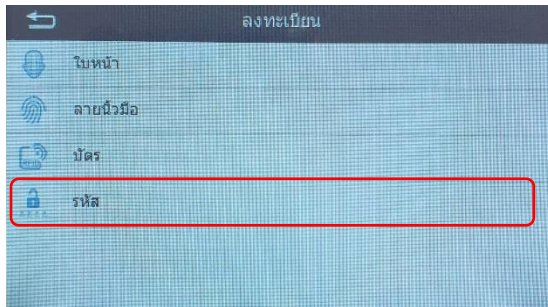 ลงทะเบียน
ใบหน้า
ลายนิ้วมือ
บัตร
รหัส